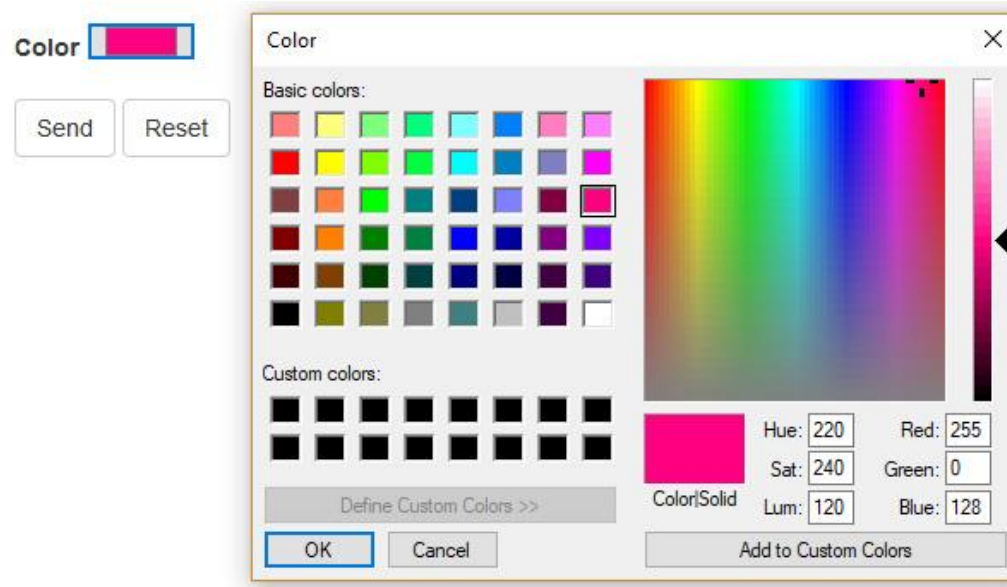 Color
Send
Reset
Color
Basic colors:
Custom colors:
Define Custom Colors >>
OK
Cancel
Color|Solid
Hue: 220
Sat: 240
Lum: 120
Red: 255
Green: 0
Blue: 128
Add to Custom Colors